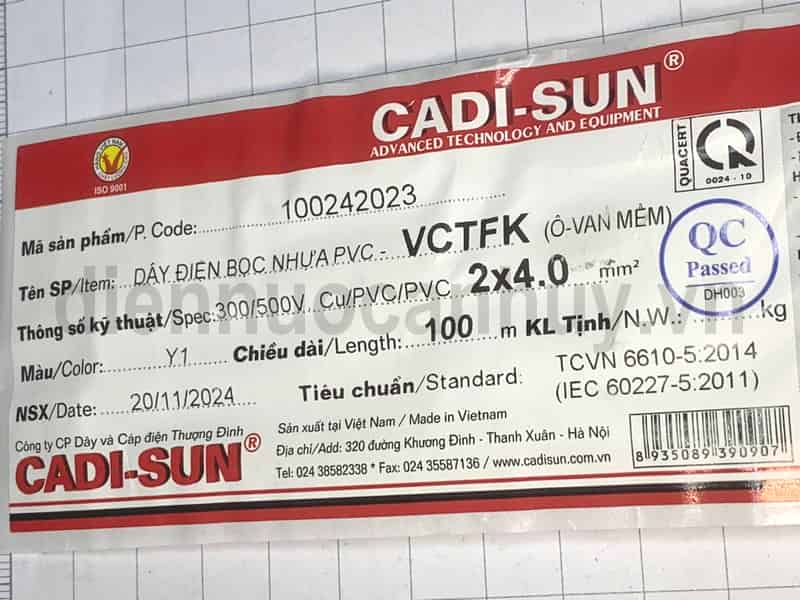 CADI-SUN®
ADVANCED TECHNOLOGY AND EQUIPMENT
HÀNG VIỆT NAM
ISO 9001
QUACERT
0024 - 10
Mã sản phẩm/P. Code: 100242023
Tên SP/Item: DÂY ĐIỆN BỌC NHỰA PVC - VCTFK (Ô-VAN MỀM)
Thông số kỹ thuật/Spec: 300/500V Cu/PVC/PVC 2x4.0 mm²
Màu/Color: Y1 Chiều dài/Length: 100 m KL Tịnh/N.W.: kg
NSX/Date: 20/11/2024 Tiêu chuẩn/Standard: TCVN 6610-5:2014
(IEC 60227-5:2011)
QC
Passed
DH003
Công ty CP Dây và Cáp điện Thượng Đình
CADI-SUN®
Sản xuất tại Việt Nam / Made in Vietnam
Địa chỉ/Add: 320 đường Khương Đình - Thanh Xuân - Hà Nội
Tel: 024 38582338 * Fax: 024 35587136 / www.cadisun.com.vn
8 935089 390907
diennuocanhuy.vn